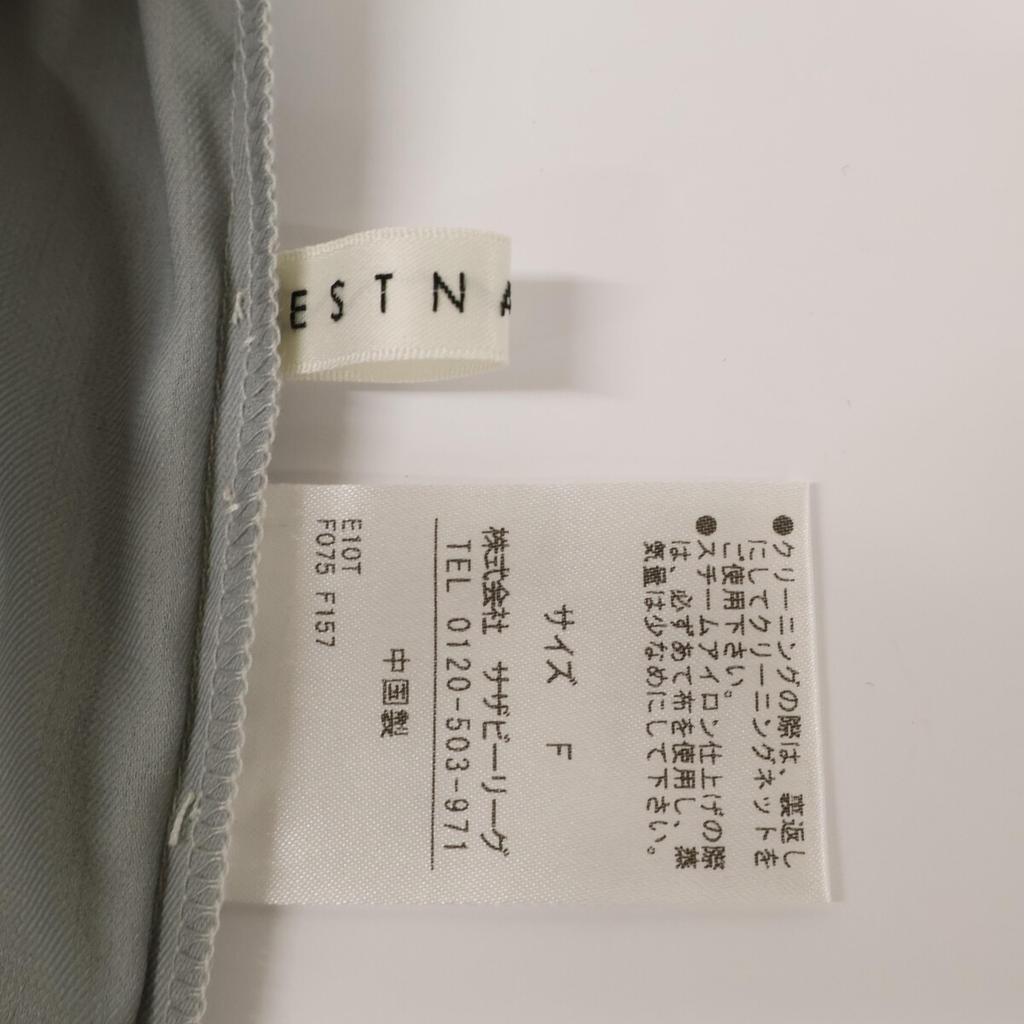 ESTNA
●クリーニングの際は、裏返し
にしてクリーニングネットを
ご使用下さい。
●スチームアイロン仕上げの際
は、必ずあて布を使用し、蒸
気量は少なめにして下さい。
サイズ F
株式会社 サザビーリーグ
TEL 0120-503-971
中国製
E10T
F075 F157